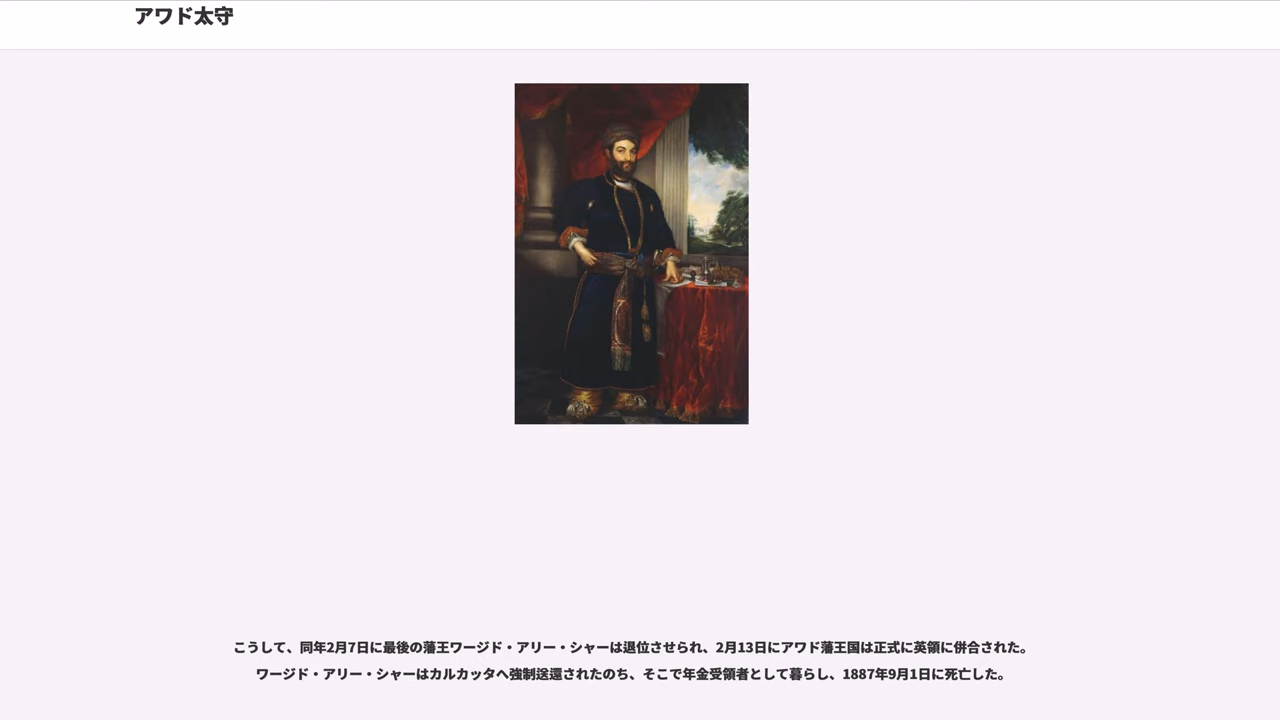 アワド太守
こうして、同年2月7日に最後の藩王ワージド・アリー・シャーは退位させられ、2月13日にアワド藩王国は正式に英領に併合された。
ワージド・アリー・シャーはカルカッタへ強制送還されたのち、そこで年金受領者として暮らし、1887年9月1日に死亡した。